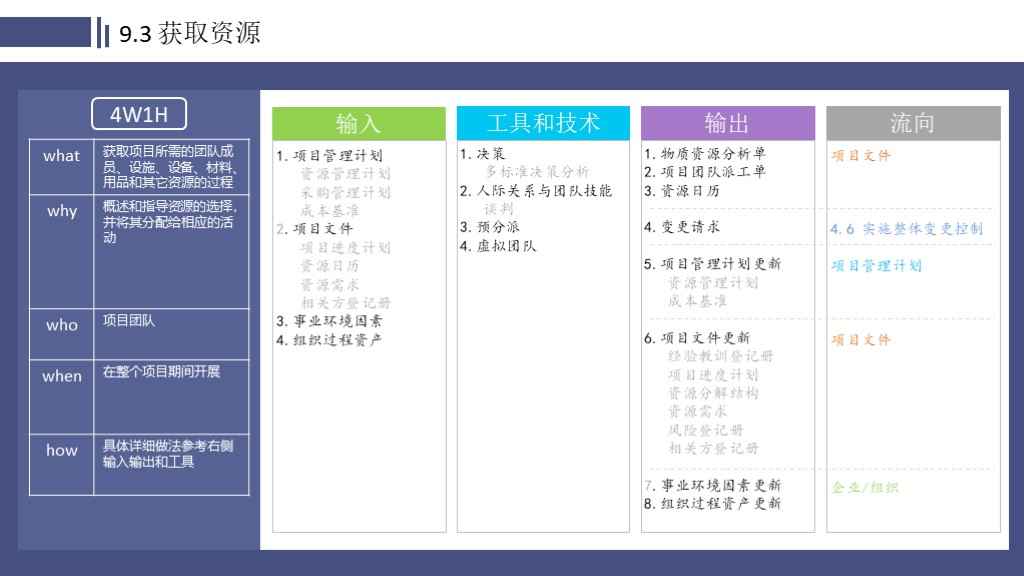 9.3 获取资源
4W1H
what
获取项目所需的团队成
员、设施、设备、材料、
用品和其它资源的过程
why
概述和指导资源的选择,
并将其分配给相应的活
动
who
项目团队
when
在整个项目期间开展
how
具体详细做法参考右侧
输入输出和工具
输入
1. 项目管理计划
资源管理计划
采购管理计划
成本基准
2. 项目文件
项目进度计划
资源日历
资源需求
相关方登记册
3. 事业环境因素
4. 组织过程资产
工具和技术
1. 决策
多标准决策分析
2. 人际关系与团队技能
谈判
3. 预分派
4. 虚拟团队
输出
1. 物质资源分析单
2. 项目团队派工单
3. 资源日历
4. 变更请求
5. 项目管理计划更新
资源管理计划
成本基准
6. 项目文件更新
经验教训登记册
项目进度计划
资源分解结构
资源需求
风险登记册
相关方登记册
7. 事业环境因素更新
8. 组织过程资产更新
流向
项目文件
4.6 实施整体变更控制
项目管理计划
项目文件
企业/组织